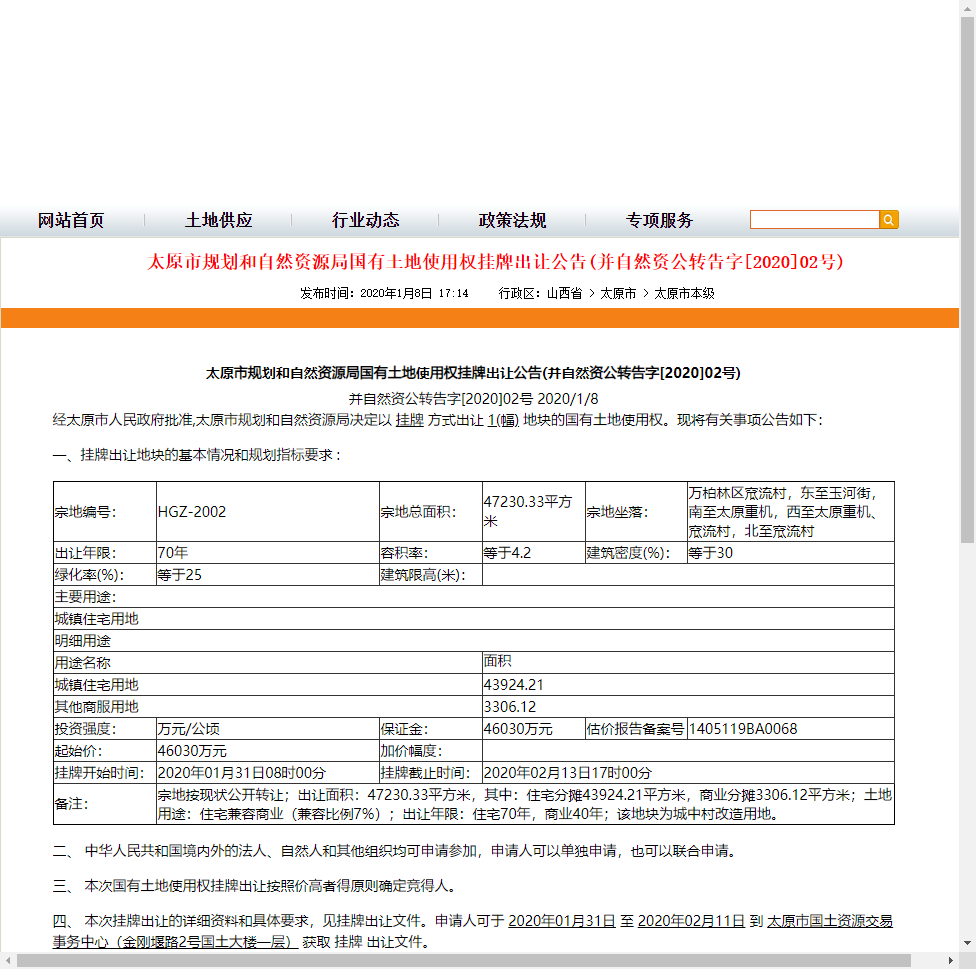 网站首页 土地供应 行业动态 政策法规 专项服务
太原市规划和自然资源局国有土地使用权挂牌出让公告(并自然资公转告字[2020]02号)
发布时间：2020年1月8日 17:14 行政区：山西省 > 太原市 > 太原市本级
太原市规划和自然资源局国有土地使用权挂牌出让公告(并自然资公转告字[2020]02号)
并自然资公转告字[2020]02号 2020/1/8
经太原市人民政府批准,太原市规划和自然资源局决定以 挂牌 方式出让 1(幅) 地块的国有土地使用权。现将有关事项公告如下：
一、挂牌出让地块的基本情况和规划指标要求：
宗地编号： HGZ-2002 宗地总面积： 47230.33平方米 宗地坐落： 万柏林区窊流村，东至玉河街，南至太原重机，西至太原重机、窊流村，北至窊流村
出让年限： 70年 容积率： 等于4.2 建筑密度(%)： 等于30
绿化率(%)： 等于25 建筑限高(米)：
主要用途：
城镇住宅用地
明细用途
用途名称 面积
城镇住宅用地 43924.21
其他商服用地 3306.12
投资强度： 万元/公顷 保证金： 46030万元 估价报告备案号 1405119BA0068
起始价： 46030万元 加价幅度：
挂牌开始时间： 2020年01月31日08时00分 挂牌截止时间： 2020年02月13日17时00分
备注： 宗地按现状公开转让；出让面积：47230.33平方米，其中：住宅分摊43924.21平方米，商业分摊3306.12平方米；土地
用途：住宅兼容商业（兼容比例7%）；出让年限：住宅70年，商业40年；该地块为城中村改造用地。
二、 中华人民共和国境内外的法人、自然人和其他组织均可申请参加，申请人可以单独申请，也可以联合申请。
三、 本次国有土地使用权挂牌出让按照价高者得原则确定竞得人。
四、 本次挂牌出让的详细资料和具体要求，见挂牌出让文件。申请人可于 2020年01月31日 至 2020年02月11日 到 太原市国土资源交易
事务中心（金刚堰路2号国土大楼一层） 获取 挂牌 出让文件。